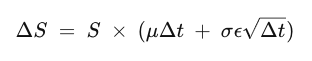 ΔS = S × (μΔt + σϵ√Δt)